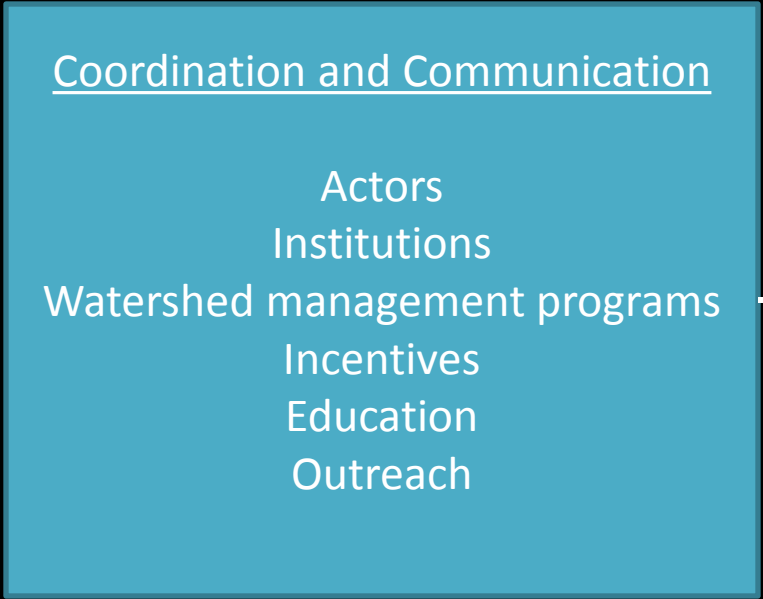 Coordination and Communication
Actors
Institutions
Watershed management programs
Incentives
Education
Outreach